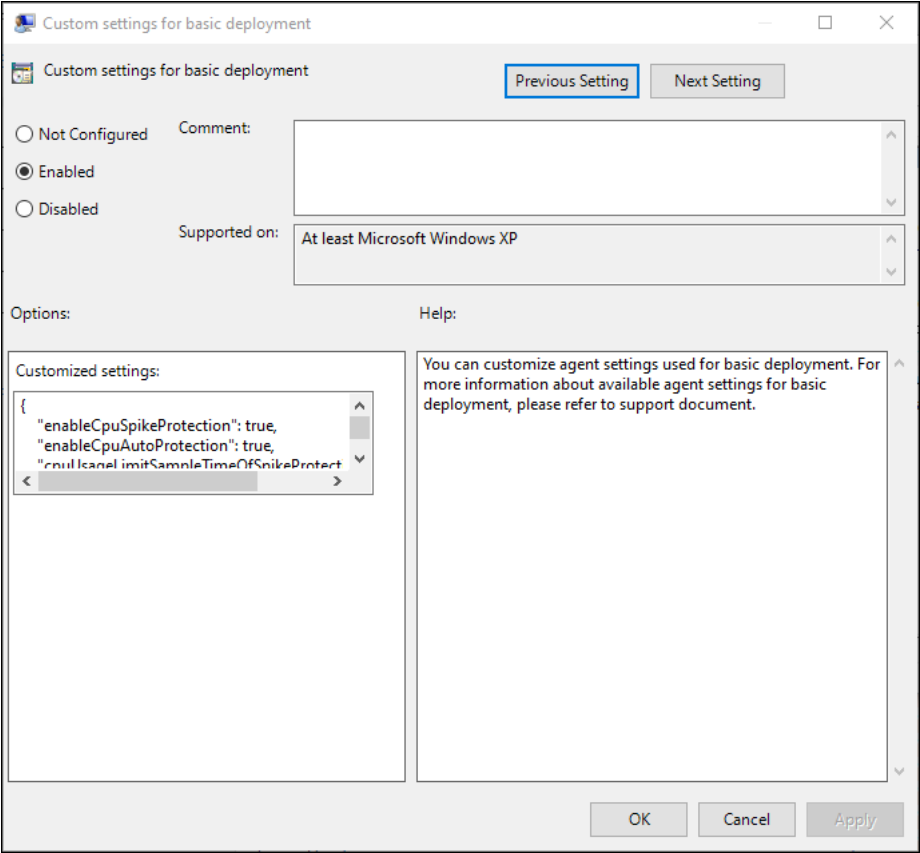 Custom settings for basic deployment
Custom settings for basic deployment
Previous Setting
Next Setting
Not Configured
Comment:
Enabled
Disabled
Supported on:
At least Microsoft Windows XP
Options:
Help:
Customized settings:
{
"enableCpuSpikeProtection": true,
"enableCpuAutoProtection": true,
"cpuUsageLimitSampleTimeOfSpikeProtect
You can customize agent settings used for basic deployment. For
more information about available agent settings for basic
deployment, please refer to support document.
OK
Cancel
Apply